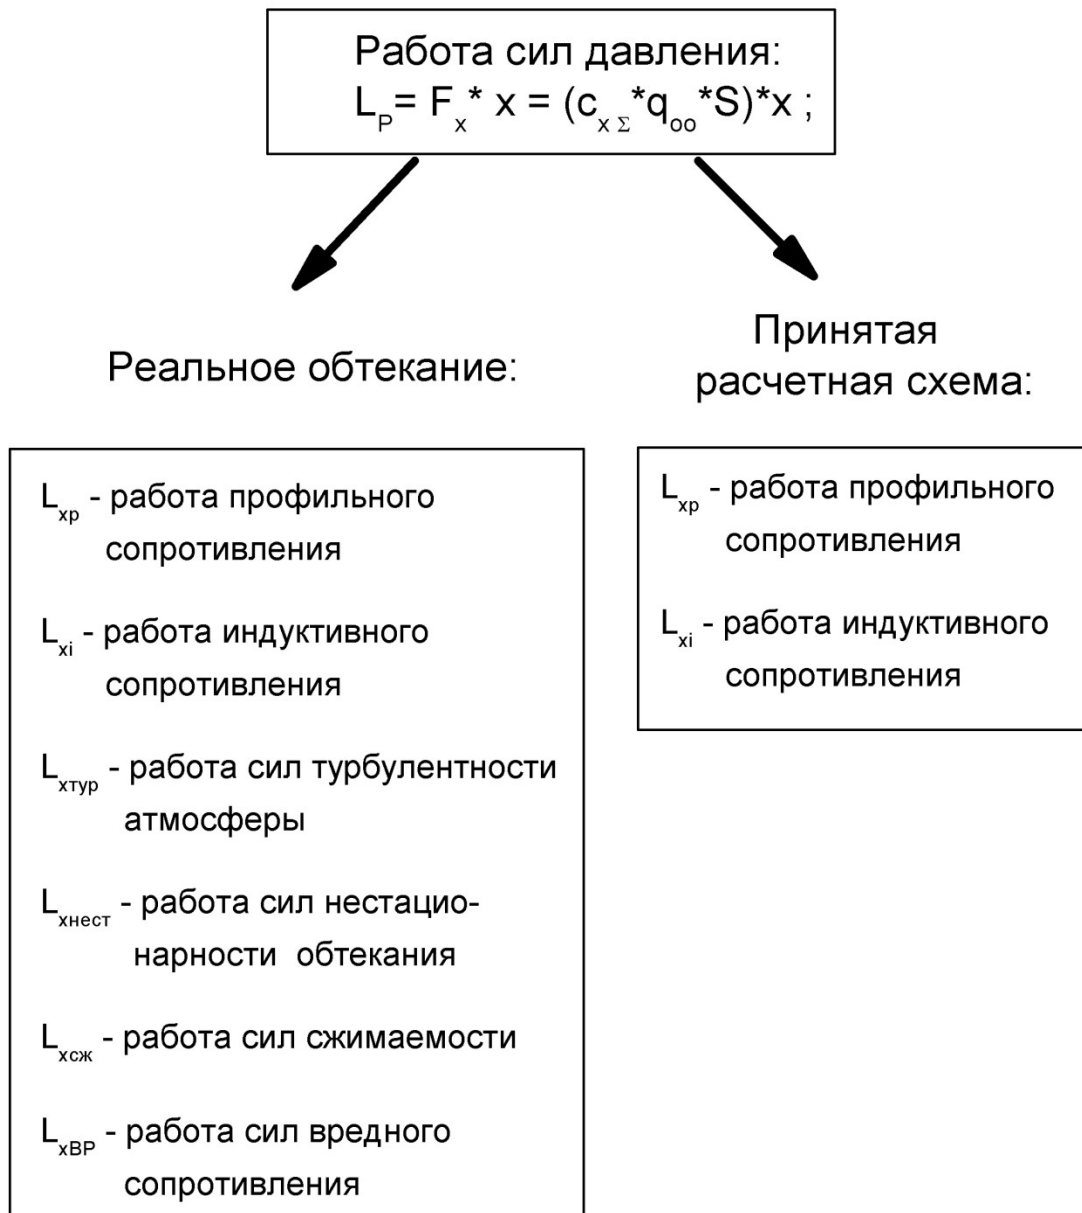 Работа сил давления:
L_P= F_x* x = (c_x Σ*q_oo*S)*x ;
Реальное обтекание:
Принятая
расчетная схема:
L_xp - работа профильного
сопротивления
L_xi - работа индуктивного
сопротивления
L_xтур - работа сил турбулентности
атмосферы
L_xнест - работа сил нестацио-
нарности обтекания
L_xсж - работа сил сжимаемости
L_xВР - работа сил вредного
сопротивления
L_xp - работа профильного
сопротивления
L_xi - работа индуктивного
сопротивления